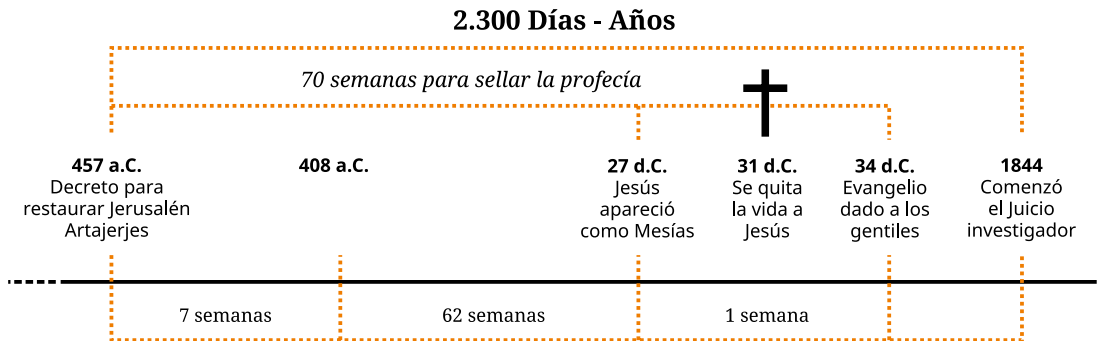 2.300 Días - Años
70 semanas para sellar la profecía
457 a.C.
Decreto para
restaurar Jerusalén
Artajerjes
408 a.C.
27 d.C.
Jesús
apareció
como Mesías
31 d.C.
Se quita
la vida a
Jesús
34 d.C.
Evangelio
dado a los
gentiles
1844
Comenzó
el Juicio
investigador
7 semanas
62 semanas
1 semana